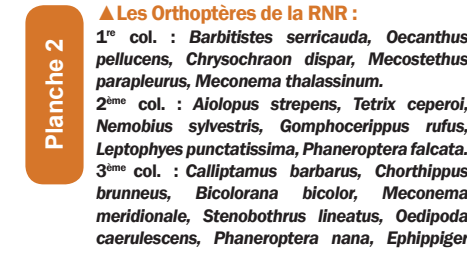 Planche 2
▲Les Orthoptères de la RNR :
1re col. : Barbitistes serricauda, Oecanthus
pellucens, Chrysochraon dispar, Mecostethus
parapleurus, Meconema thalassinum.
2ème col. : Aiolopus strepens, Tetrix ceperoi,
Nemobius sylvestris, Gomphocerippus rufus,
Leptophyes punctatissima, Phaneroptera falcata.
3ème col. : Calliptamus barbarus, Chorthippus
brunneus, Bicolorana bicolor, Meconema
meridionale, Stenobothrus lineatus, Oedipoda
caerulescens, Phaneroptera nana, Ephippiger